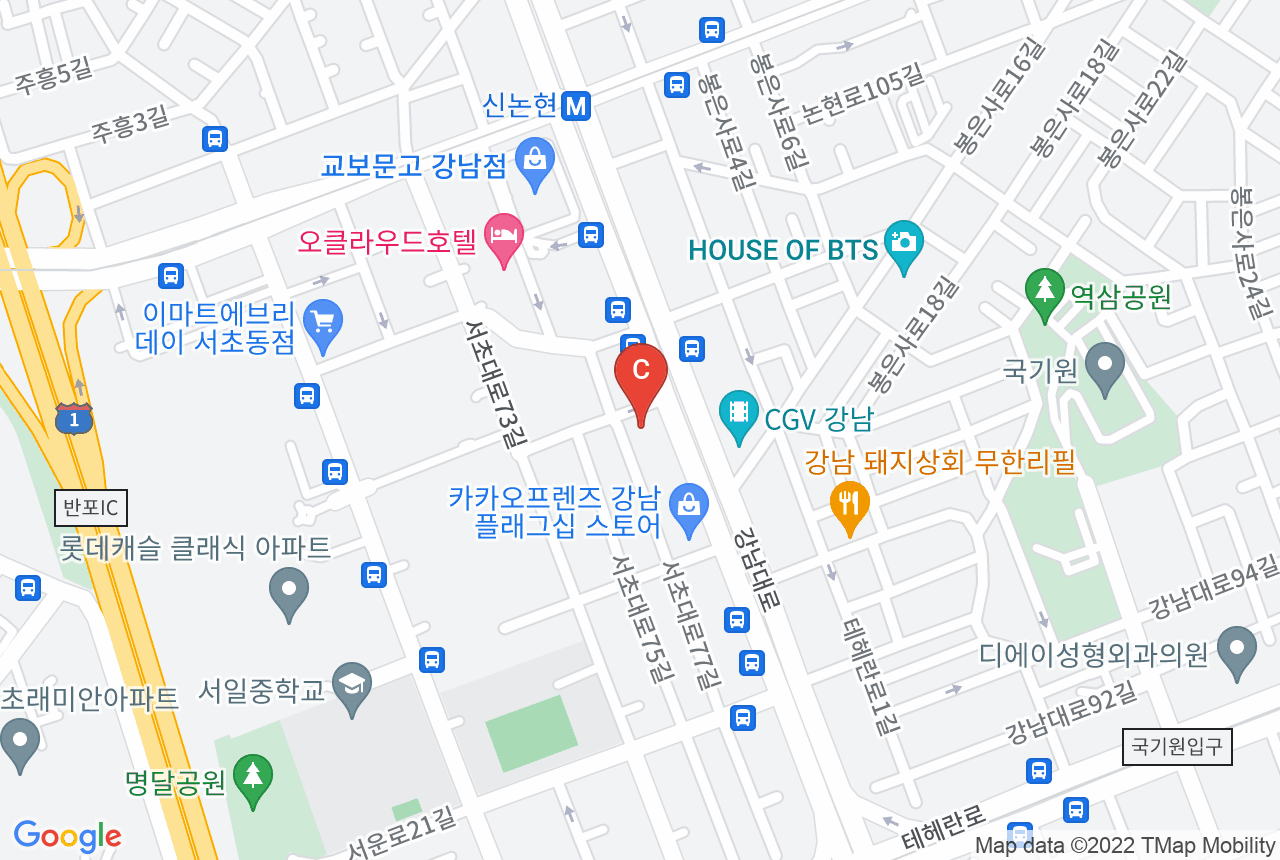 주흥5길
주흥3길
신논현
M
교보문고 강남점
오클라우드호텔
봉은사로4길
봉은사로6길
논현로105길
봉은사로16길
봉은사로18길
봉은사로22길
봉은사로24길
HOUSE OF BTS
역삼공원
국기원
봉은사로18길
이마트에브리
데이 서초동점
서초대로73길
C
CGV 강남
강남 돼지상회 무한리필
1
반포IC
롯데캐슬 클래식 아파트
카카오프렌즈 강남
플래그십 스토어
강남대로
서초대로75길
서초대로77길
테헤란로1길
강남대로94길
디에이성형외과의원
강남대로92길
국기원입구
서일중학교
초래미안아파트
명달공원
서운로21길
테헤란로
Google
Map data ©2022 TMap Mobility